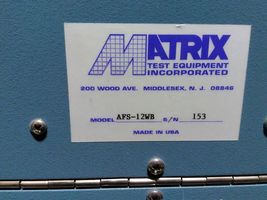 MATRIX
TEST EQUIPMENT
INCORPORATED
200 WOOD AVE. MIDDLESEX, N. J. 08846
MODEL AFS-12WB S/N 153
MADE IN USA